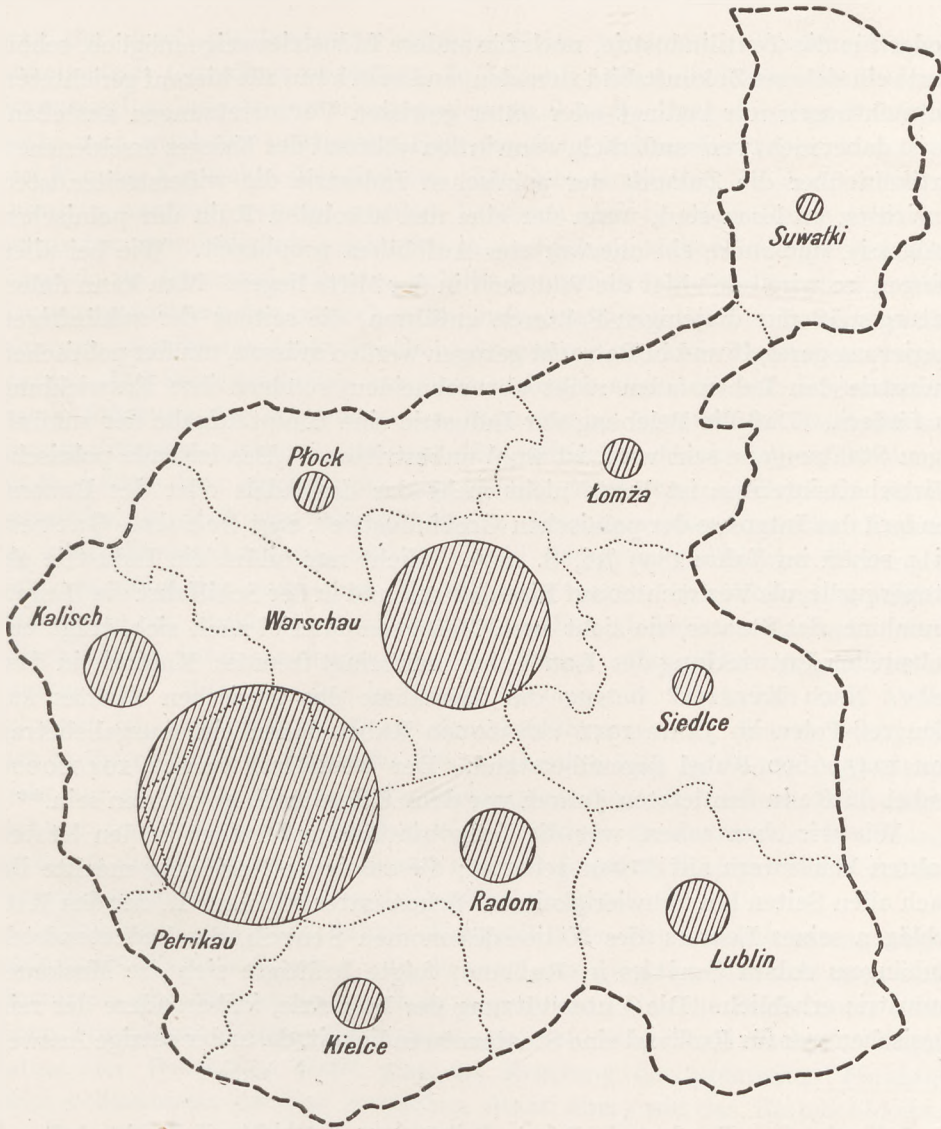 Suwałki
Płock
Łomża
Kalisch
Warschau
Siedlce
Radom
Petrikau
Lublin
Kielce